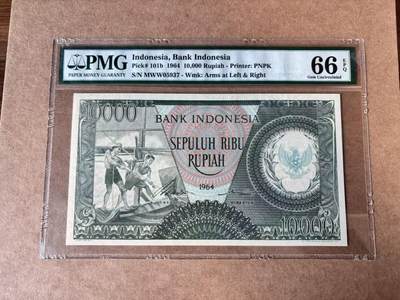 PMG
PAPER MONEY GUARANTY
Indonesia, Bank Indonesia
Pick# 101b 1964 10,000 Rupiah - Printer: PNPK
S/N MWW05937 - Wmk: Arms at Left & Right
66 EPQ
Gem Uncirculated
10000
BANK INDONESIA
SEPULUH RIBU
RUPIAH
1964
10000